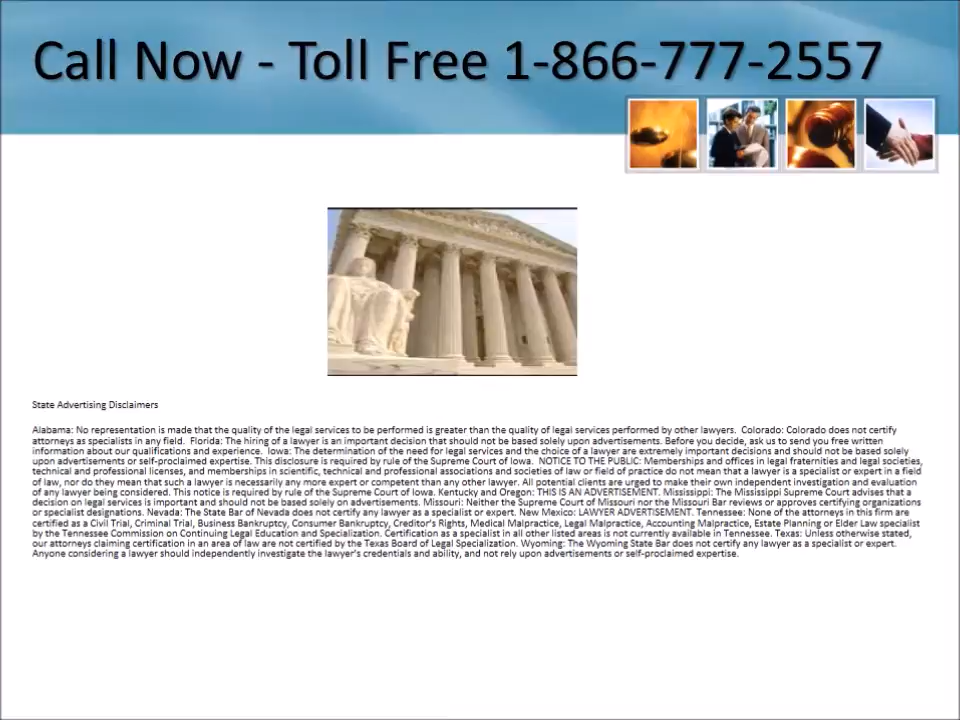 Call Now - Toll Free 1-866-777-2557
State Advertising Disclaimers
Alabama: No representation is made that the quality of the legal services to be performed is greater than the quality of legal services performed by other lawyers.  Colorado: Colorado does not certify
attorneys as specialists in any field.  Florida: The hiring of a lawyer is an important decision that should not be based solely upon advertisements. Before you decide, ask us to send you free written
information about our qualifications and experience.  Iowa: The determination of the need for legal services and the choice of a lawyer are extremely important decisions and should not be based solely
upon advertisements or self-proclaimed expertise. This disclosure is required by rule of the Supreme Court of Iowa.  NOTICE TO THE PUBLIC: Memberships and offices in legal fraternities and legal societies,
technical and professional licenses, and memberships in scientific, technical and professional associations and societies of law or field of practice do not mean that a lawyer is a specialist or expert in a field
of law, nor do they mean that such a lawyer is necessarily any more expert or competent than any other lawyer. All potential clients are urged to make their own independent investigation and evaluation
of any lawyer being considered. This notice is required by rule of the Supreme Court of Iowa. Kentucky and Oregon: THIS IS AN ADVERTISEMENT. Mississippi: The Mississippi Supreme Court advises that a
decision on legal services is important and should not be based solely on advertisements. Missouri: Neither the Supreme Court of Missouri nor the Missouri Bar reviews or approves certifying organizations
or specialist designations. Nevada: The State Bar of Nevada does not certify any lawyer as a specialist or expert. New Mexico: LAWYER ADVERTISEMENT. Tennessee: None of the attorneys in this firm are
certified as a Civil Trial, Criminal Trial, Business Bankruptcy, Consumer Bankruptcy, Creditor's Rights, Medical Malpractice, Legal Malpractice, Accounting Malpractice, Estate Planning or Elder Law specialist
by the Tennessee Commission on Continuing Legal Education and Specialization. Certification as a specialist in all other listed areas is not currently available in Tennessee. Texas: Unless otherwise stated,
our attorneys claiming certification in an area of law are not certified by the Texas Board of Legal Specialization. Wyoming: The Wyoming State Bar does not certify any lawyer as a specialist or expert.
Anyone considering a lawyer should independently investigate the lawyer's credentials and ability, and not rely upon advertisements or self-proclaimed expertise.